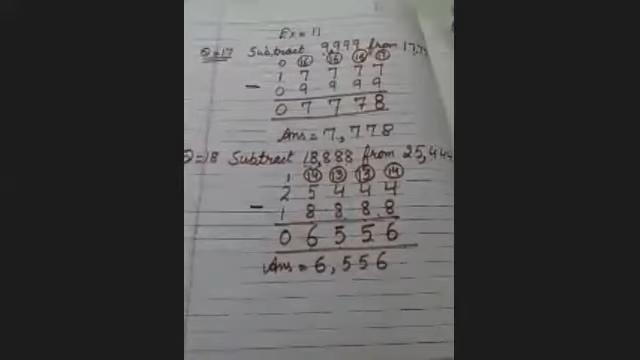 Ex = 11
Q=17 Subtract 9,999 from 17,77
0 16 16 16 17
1 7 7 7 7
- 0 9 9 9 9
0 7 7 7 8
Ans = 7,778
Q=18 Subtract 18,888 from 25,444
1 14 13 13 14
2 5 4 4 4
- 1 8 8 8 8
0 6 5 5 6
Ans = 6,556